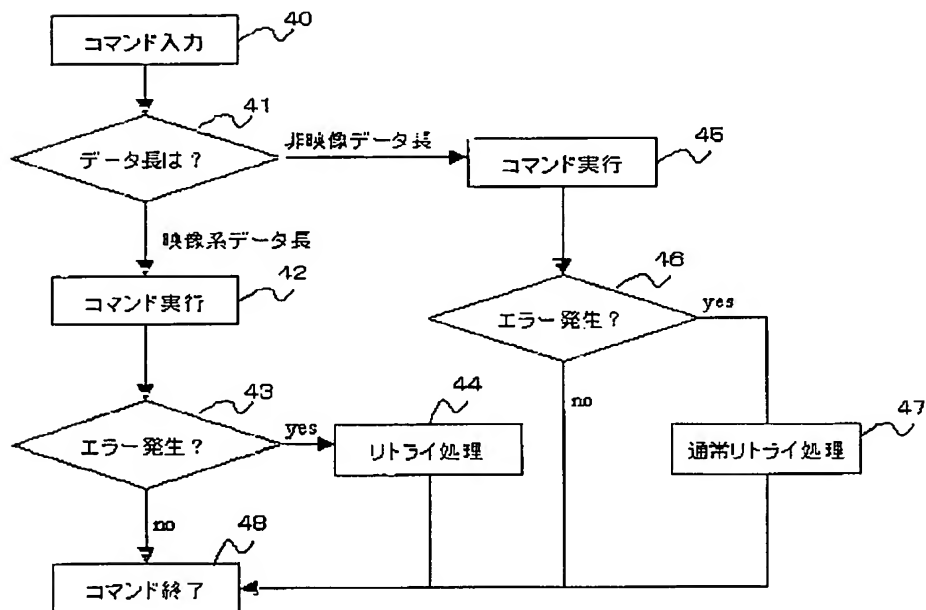 40
コマンド入力
41
データ長は？
非映像データ長
45
コマンド実行
映像系データ長
42
コマンド実行
46
エラー発生？
yes
no
43
エラー発生？
yes
44
リトライ処理
47
通常リトライ処理
no
48
コマンド終了